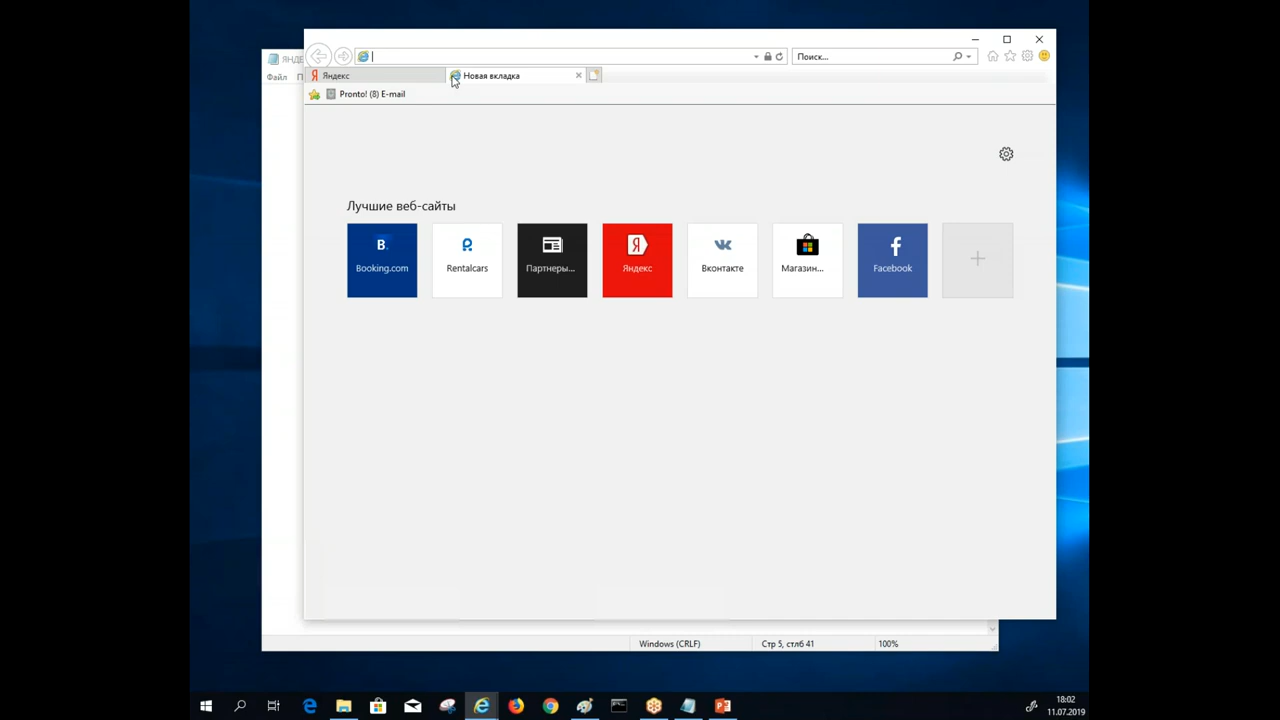 ЯНДЕ
Файл
П
Поиск...
Яндекс
Новая вкладка
Pronto! (8) E-mail
Лучшие веб-сайты
B.
Booking.com
Rentalcars
Партнеры...
Я
Яндекс
Вконтакте
Магазин...
Facebook
Windows (CRLF)
Стр 5, стлб 41
100%
18:02
11.07.2019